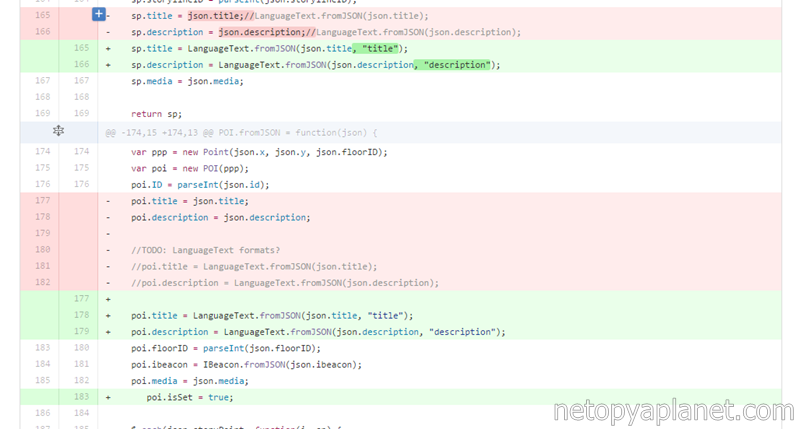 165 - sp.title = json.title;//LanguageText.fromJSON(json.title);
166 - sp.description = json.description;//LanguageText.fromJSON(json.description);
165 + sp.title = LanguageText.fromJSON(json.title, "title");
166 + sp.description = LanguageText.fromJSON(json.description, "description");
167 167 sp.media = json.media;
168 168
169 169 return sp;
@@ -174,15 +174,13 @@ POI.fromJSON = function(json) {
174 174 var ppp = new Point(json.x, json.y, json.floorID);
175 175 var poi = new POI(ppp);
176 176 poi.ID = parseInt(json.id);
177 - poi.title = json.title;
178 - poi.description = json.description;
179 -
180 - //TODO: LanguageText formats?
181 - //poi.title = LanguageText.fromJSON(json.title);
182 - //poi.description = LanguageText.fromJSON(json.description);
177 +
178 + poi.title = LanguageText.fromJSON(json.title, "title");
179 + poi.description = LanguageText.fromJSON(json.description, "description");
183 180 poi.floorID = parseInt(json.floorID);
184 181 poi.ibeacon = IBeacon.fromJSON(json.ibeacon);
185 182 poi.media = json.media;
183 + poi.isSet = true;
186 184
netopyaplanet.com